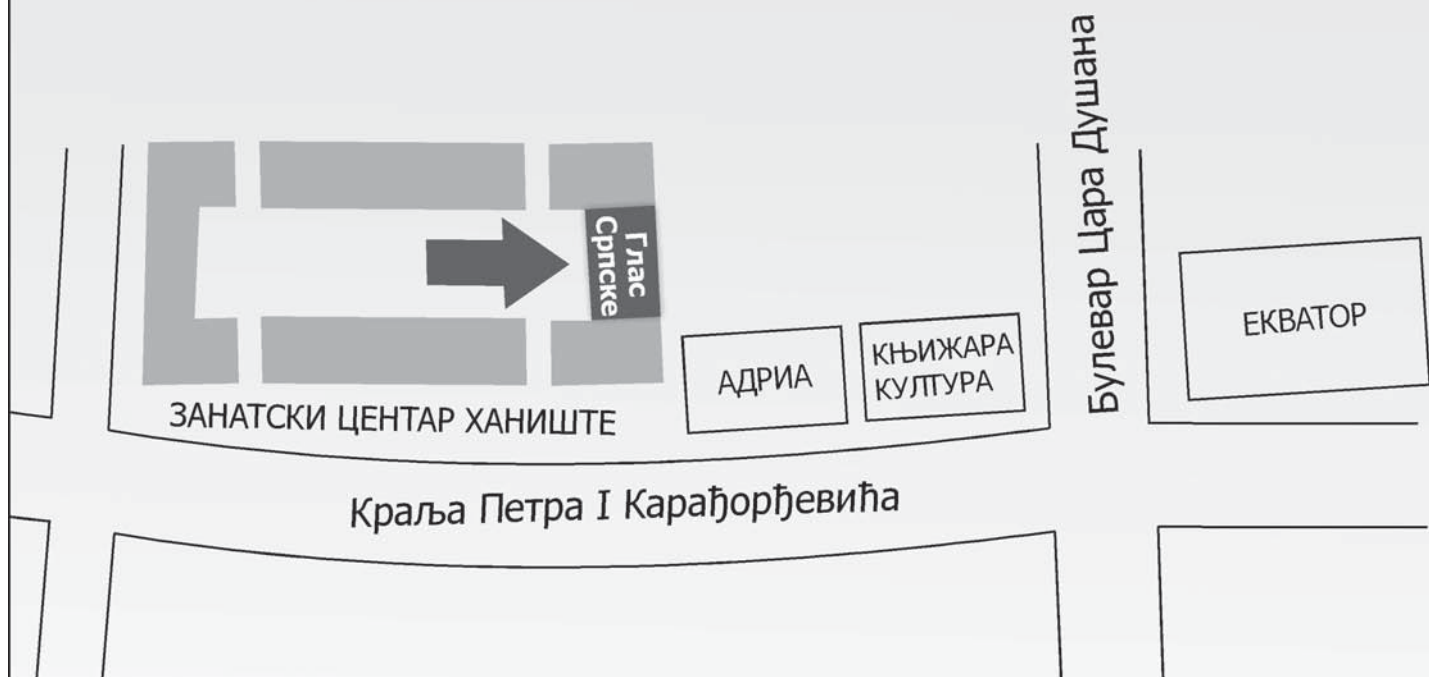 Булевар Цара Душана
Глас
Српске
АДРИА
КЊИЖАРА
КУЛТУРА
ЕКВАТОР
ЗАНАТСКИ ЦЕНТАР ХАНИШТЕ
Краља Петра I Карађорђевића